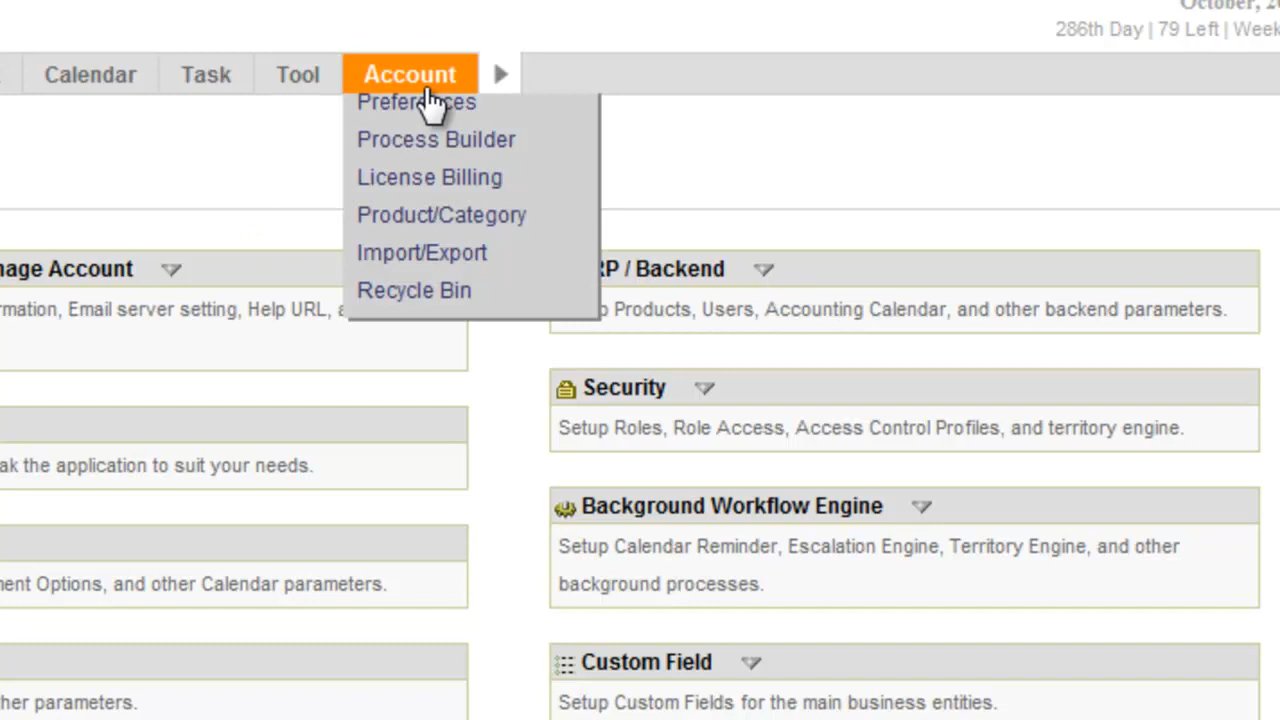 October, 20
286th Day | 79 Left | Week
Calendar
Task
Tool
Account
Preferences
Process Builder
License Billing
Product/Category
Import/Export
Recycle Bin
nage Account
rmation, Email server setting, Help URL, a
RP / Backend
p Products, Users, Accounting Calendar, and other backend parameters.
Security
Setup Roles, Role Access, Access Control Profiles, and territory engine.
ak the application to suit your needs.
Background Workflow Engine
Setup Calendar Reminder, Escalation Engine, Territory Engine, and other
background processes.
ment Options, and other Calendar parameters.
Custom Field
Setup Custom Fields for the main business entities.
her parameters.